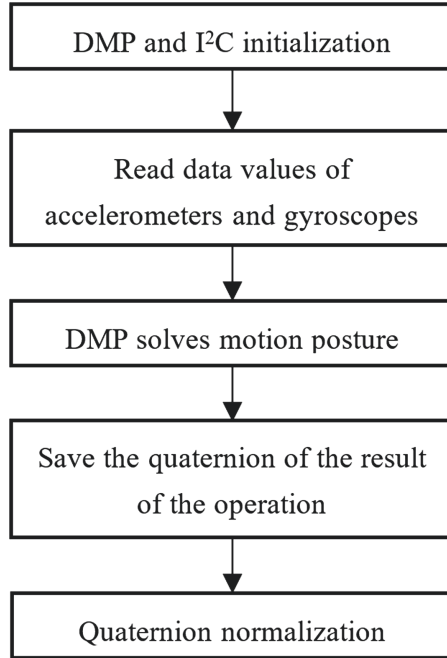 DMP and I²C initialization
Read data values of
accelerometers and gyroscopes
DMP solves motion posture
Save the quaternion of the result
of the operation
Quaternion normalization